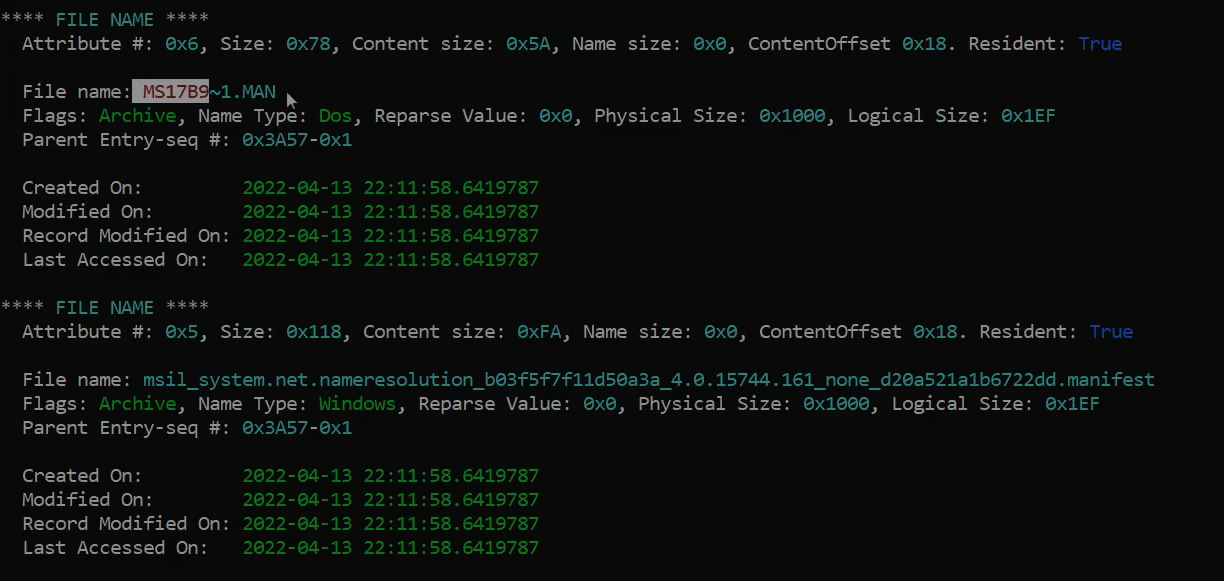 **** FILE NAME ****
Attribute #: 0x6, Size: 0x78, Content size: 0x5A, Name size: 0x0, ContentOffset 0x18. Resident: True
File name: MS17B9~1.MAN
Flags: Archive, Name Type: Dos, Reparse Value: 0x0, Physical Size: 0x1000, Logical Size: 0x1EF
Parent Entry-seq #: 0x3A57-0x1
Created On: 2022-04-13 22:11:58.6419787
Modified On: 2022-04-13 22:11:58.6419787
Record Modified On: 2022-04-13 22:11:58.6419787
Last Accessed On: 2022-04-13 22:11:58.6419787
**** FILE NAME ****
Attribute #: 0x5, Size: 0x118, Content size: 0xFA, Name size: 0x0, ContentOffset 0x18. Resident: True
File name: msil_system.net.nameresolution_b03f5f7f11d50a3a_4.0.15744.161_none_d20a521a1b6722dd.manifest
Flags: Archive, Name Type: Windows, Reparse Value: 0x0, Physical Size: 0x1000, Logical Size: 0x1EF
Parent Entry-seq #: 0x3A57-0x1
Created On: 2022-04-13 22:11:58.6419787
Modified On: 2022-04-13 22:11:58.6419787
Record Modified On: 2022-04-13 22:11:58.6419787
Last Accessed On: 2022-04-13 22:11:58.6419787